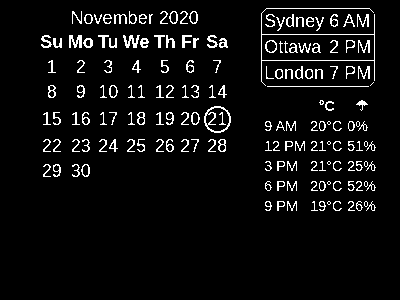 November 2020
Su Mo Tu We Th Fr Sa
1 2 3 4 5 6 7
8 9 10 11 12 13 14
15 16 17 18 19 20 21
22 23 24 25 26 27 28
29 30
Sydney 6 AM
Ottawa 2 PM
London 7 PM
°C ☂
9 AM 20°C 0%
12 PM 21°C 51%
3 PM 21°C 25%
6 PM 20°C 52%
9 PM 19°C 26%